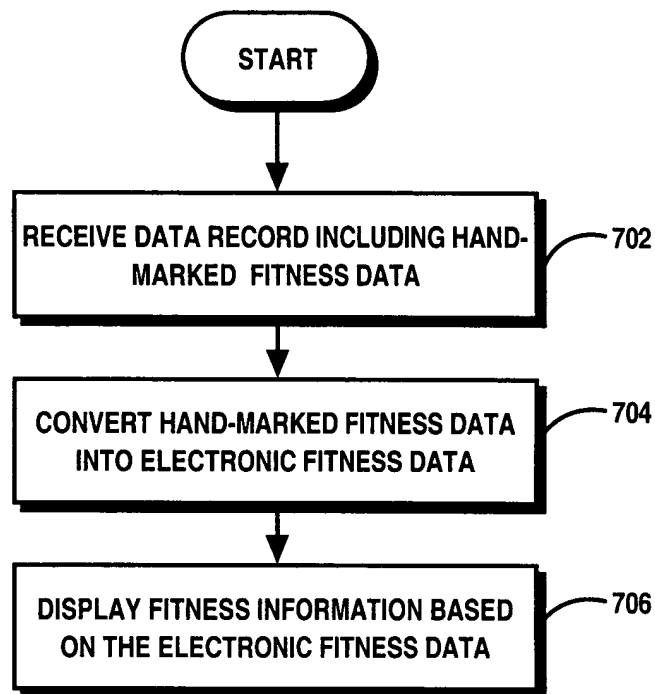 START
RECEIVE DATA RECORD INCLUDING HAND-
MARKED FITNESS DATA
702
CONVERT HAND-MARKED FITNESS DATA
INTO ELECTRONIC FITNESS DATA
704
DISPLAY FITNESS INFORMATION BASED
ON THE ELECTRONIC FITNESS DATA
706